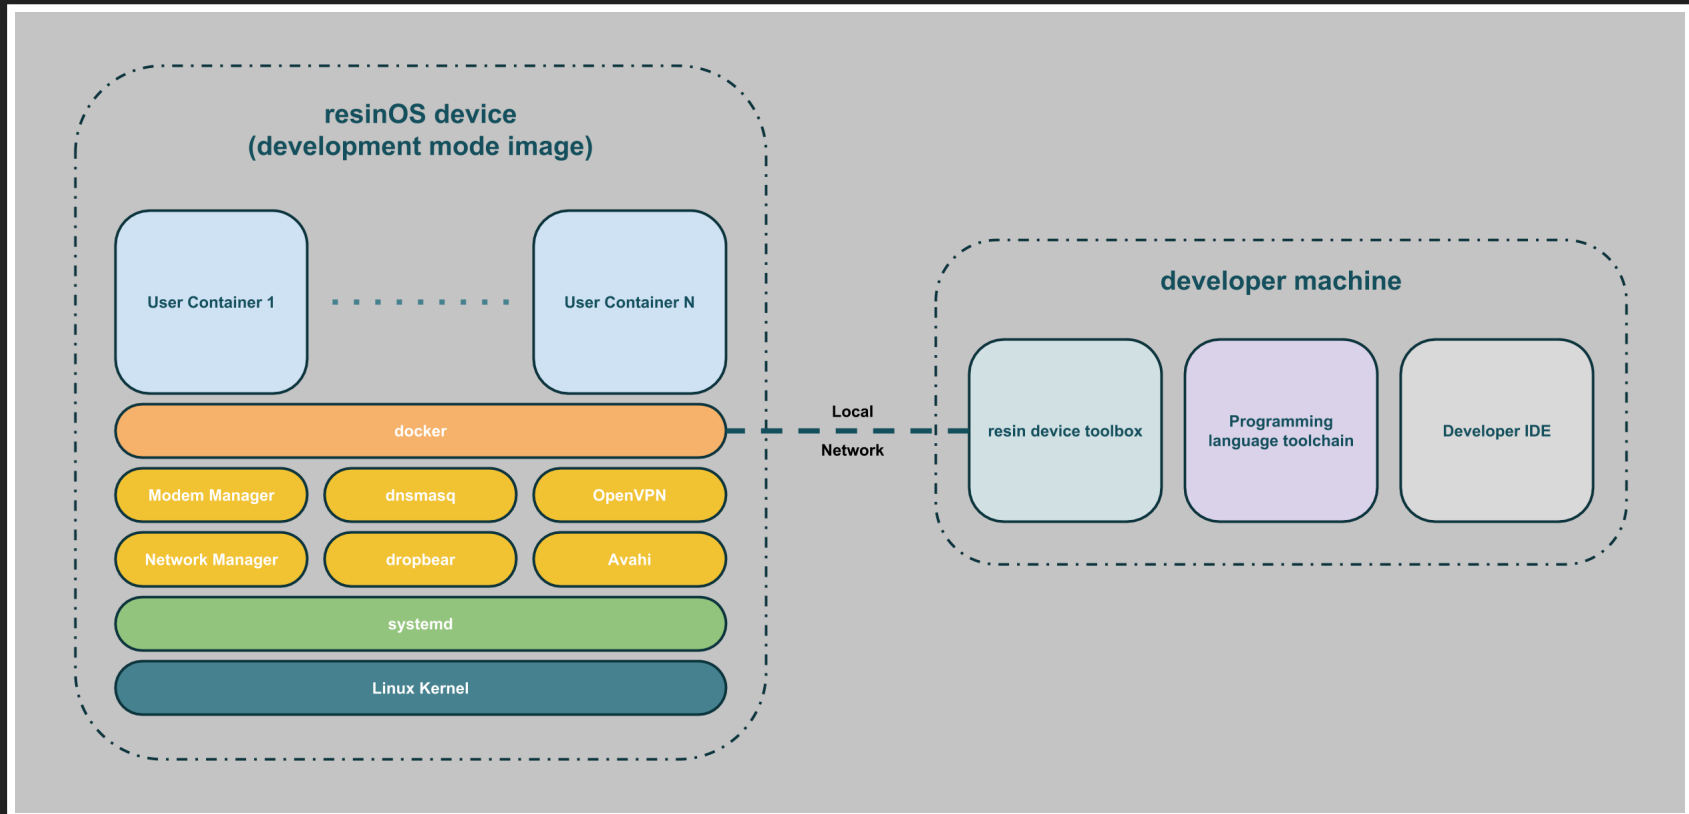 resinOS device
(development mode image)
User Container 1
User Container N
docker
Modem Manager
dnsmasq
OpenVPN
Network Manager
dropbear
Avahi
systemd
Linux Kernel
Local
Network
developer machine
resin device toolbox
Programming
language toolchain
Developer IDE